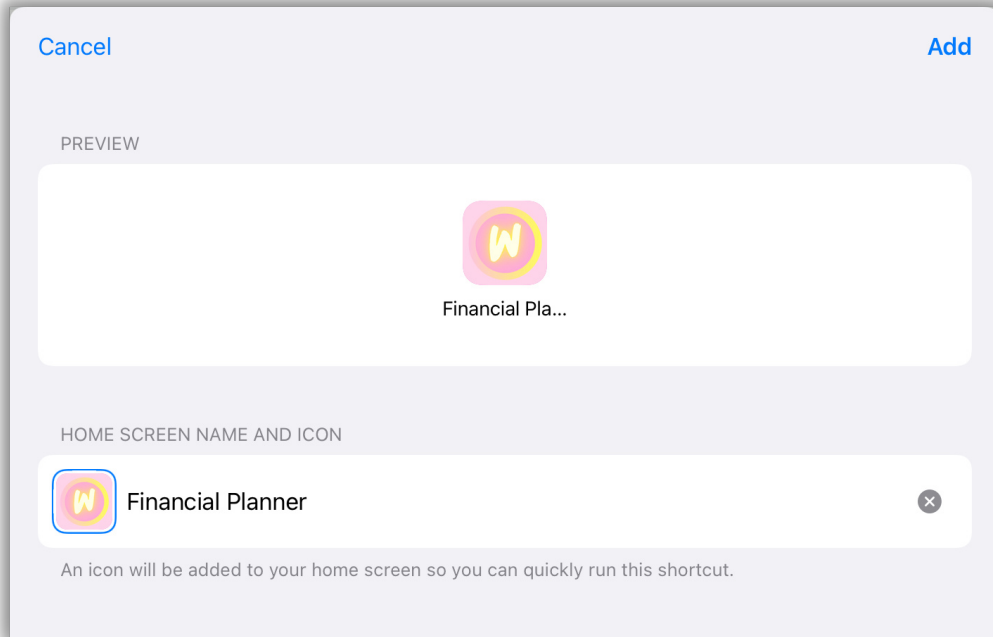 Cancel
Add
PREVIEW
W
Financial Pla...
HOME SCREEN NAME AND ICON
W
Financial Planner
An icon will be added to your home screen so you can quickly run this shortcut.